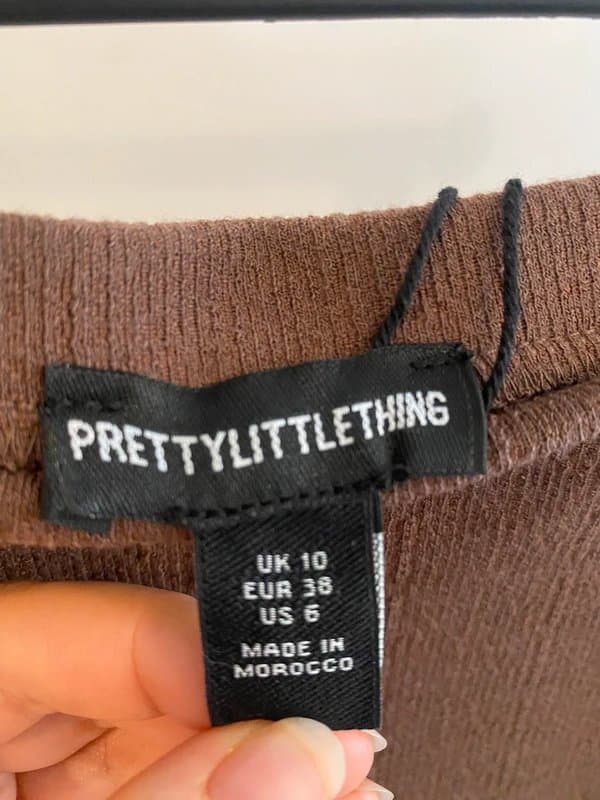 PRETTYLITTLETHING
UK 10
EUR 38
US 6
MADE IN
MOROCCO